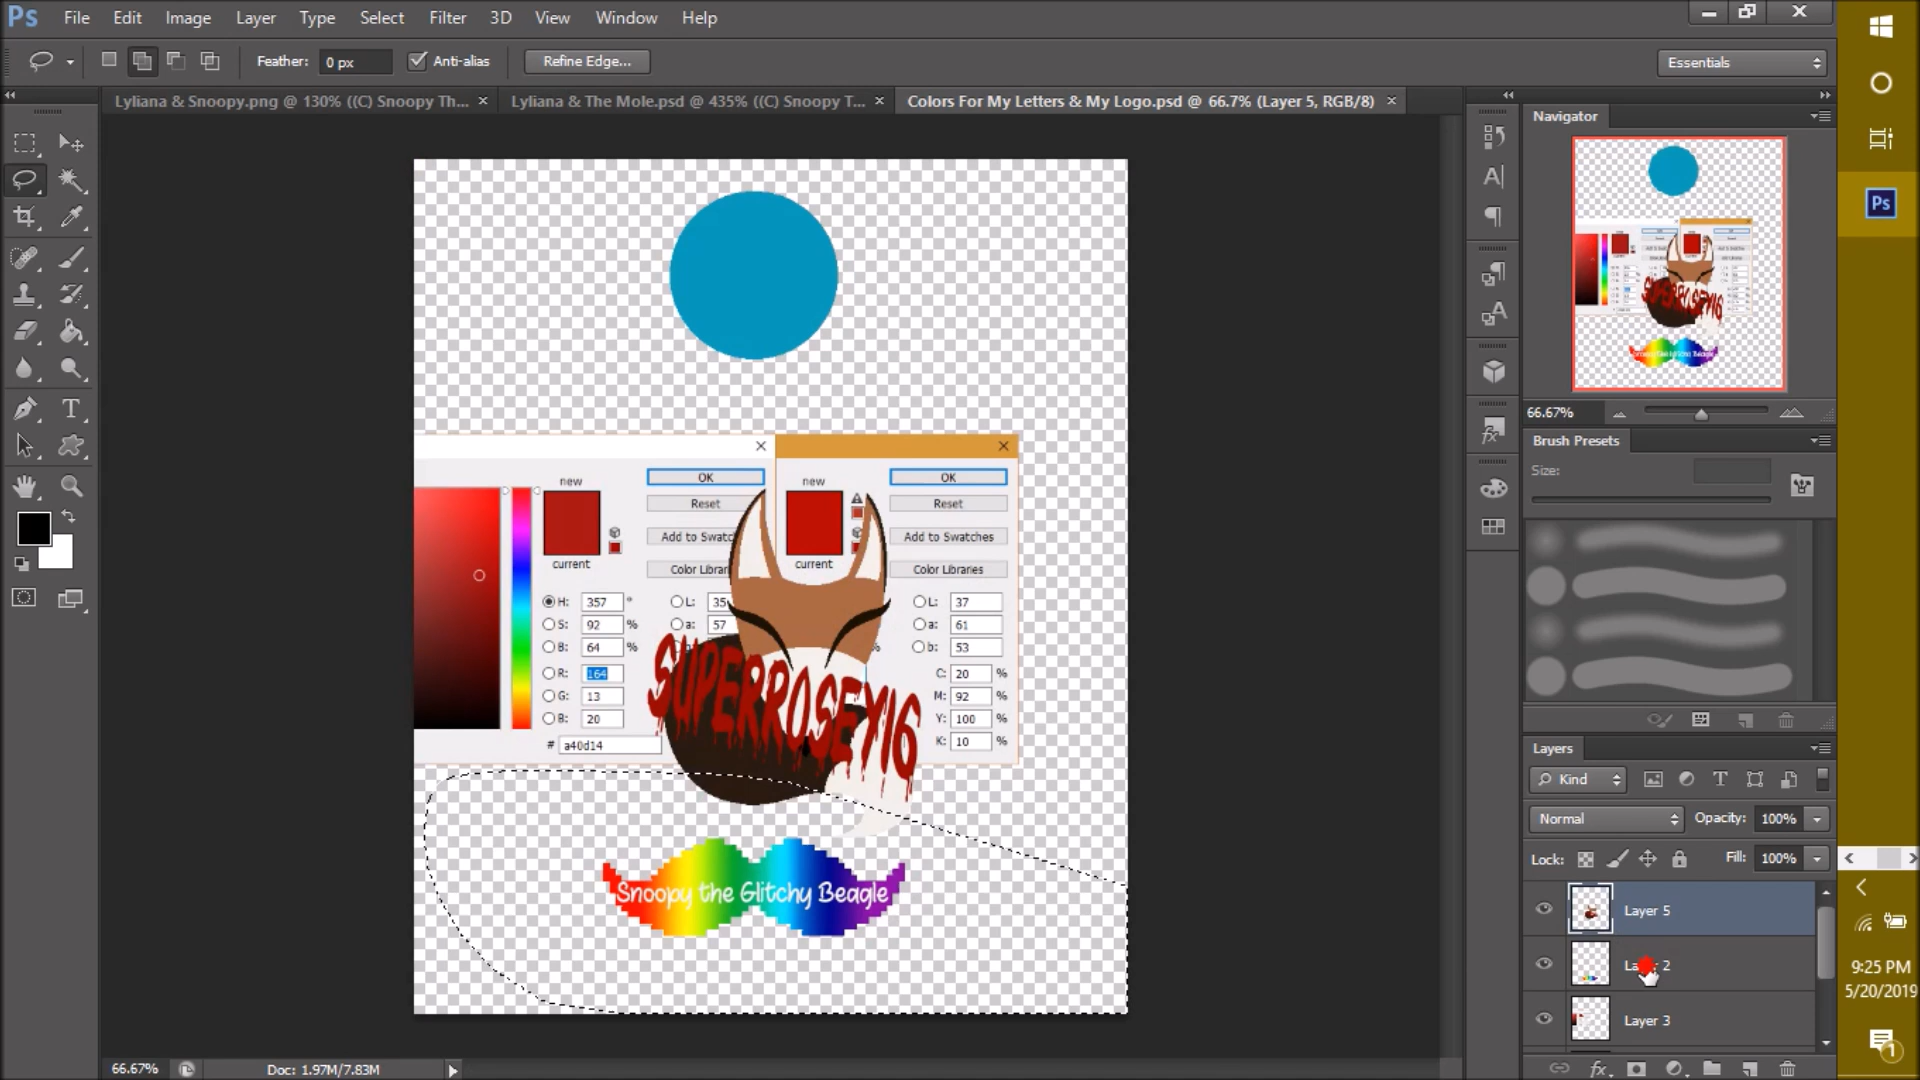 Ps File Edit Image Layer Type Select Filter 3D View Window Help
Feather: 0 px Anti-alias Refine Edge... Essentials
Lyliana & Snoopy.png @ 130% ((C) Snoopy Th... × Lyliana & The Mole.psd @ 435% ((C) Snoopy T... × Colors For My Letters & My Logo.psd @ 66.7% (Layer 5, RGB/8) ×
Navigator
66.67%
Brush Presets
Size:
new OK new OK
Reset Reset
Add to Swatc Add to Swatches
current current
Color Librar Color Libraries
H: 357 ° L: 35 L: 37
S: 92 % a: 57 a: 61
B: 64 % b: 53
R: 164 C: 20 %
G: 13 M: 92 %
B: 20 Y: 100 %
# a40d14 K: 10 %
SUPERROSEY16
Snoopy the Glitchy Beagle
Layers
Kind
Normal Opacity: 100%
Lock: Fill: 100%
Layer 5
Layer 2
Layer 3
Ps
9:25 PM
5/20/2019
1
66.67% Doc: 1.97M/7.83M